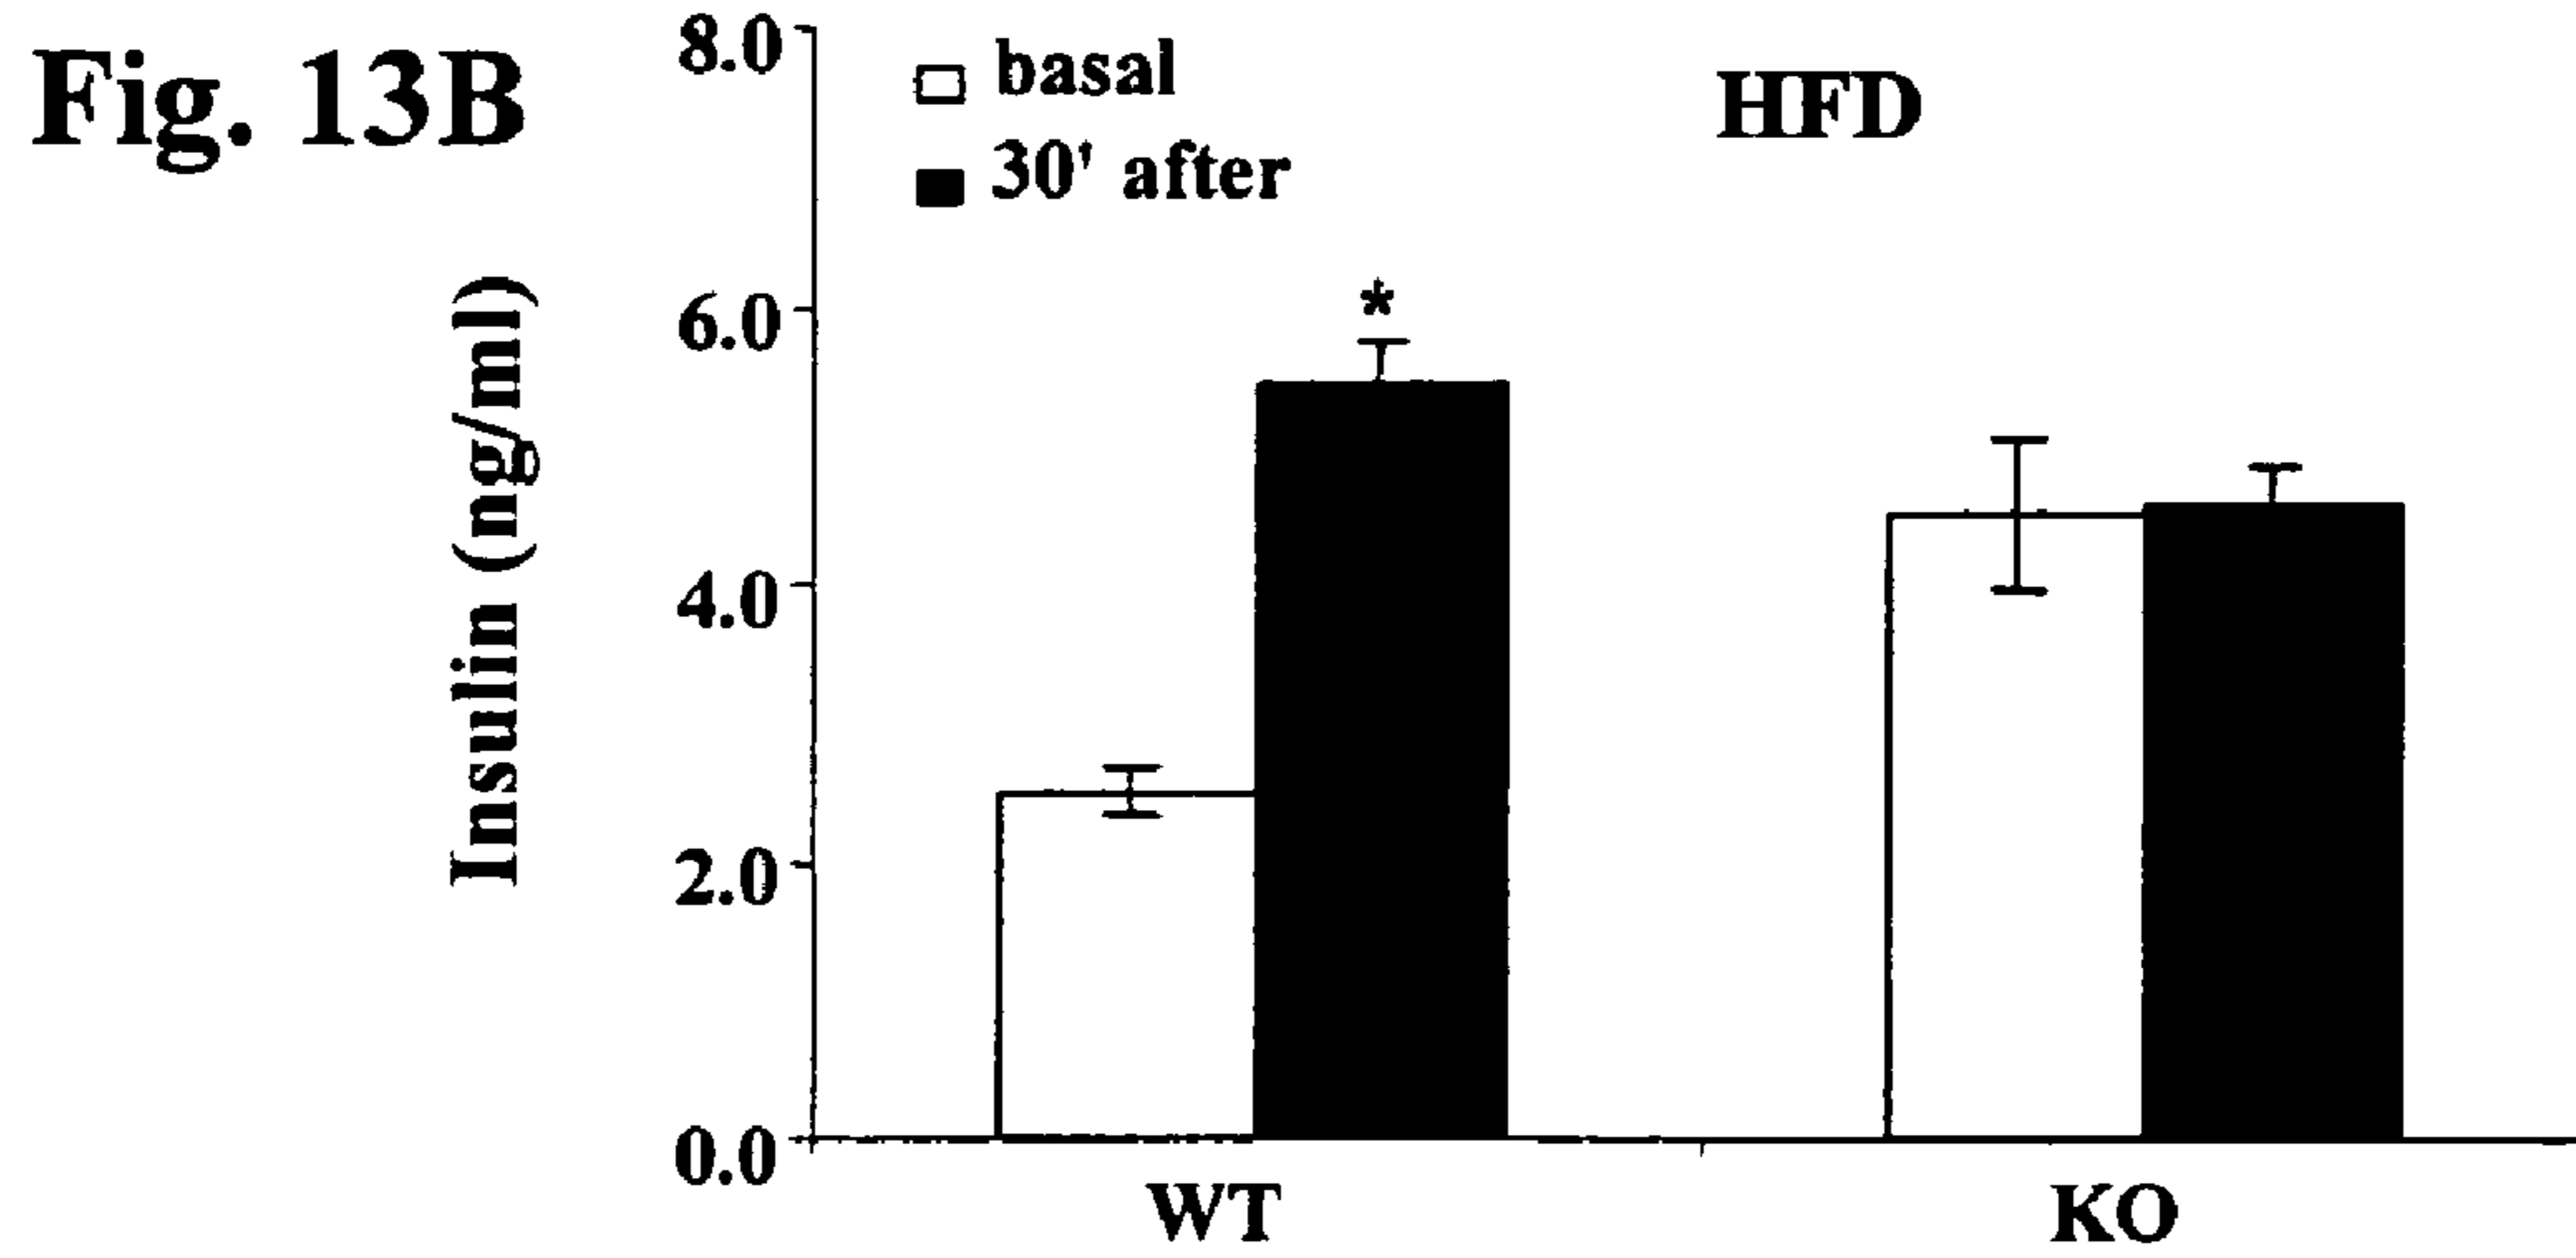 Fig. 13B
8.0
basal
HFD
30' after
Insulin (ng/ml)
6.0
*
4.0
2.0
0.0
WT
KO